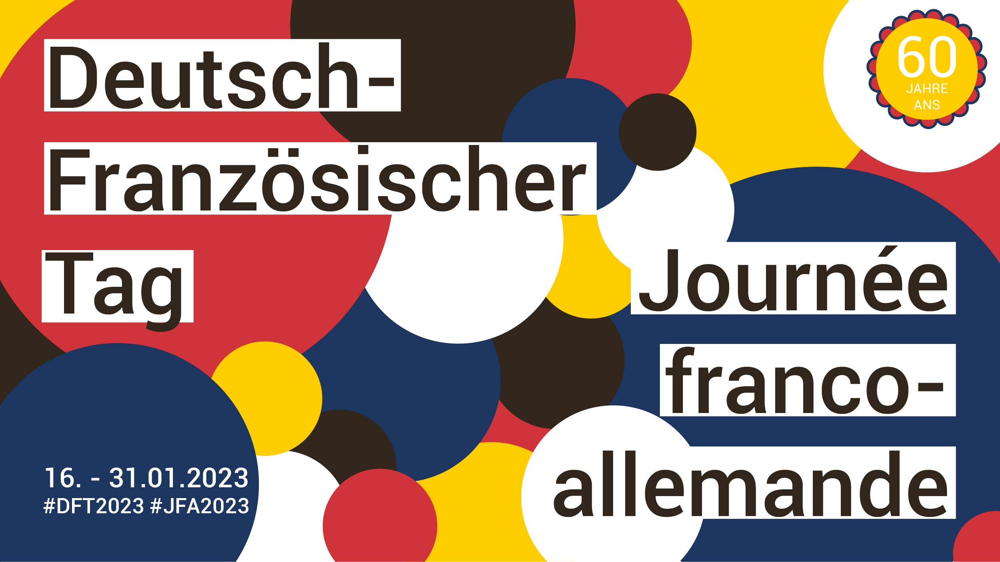 Deutsch-
Französischer
Tag
60
JAHRE
ANS
Journée
franco-
allemande
16. - 31.01.2023
#DFT2023 #JFA2023